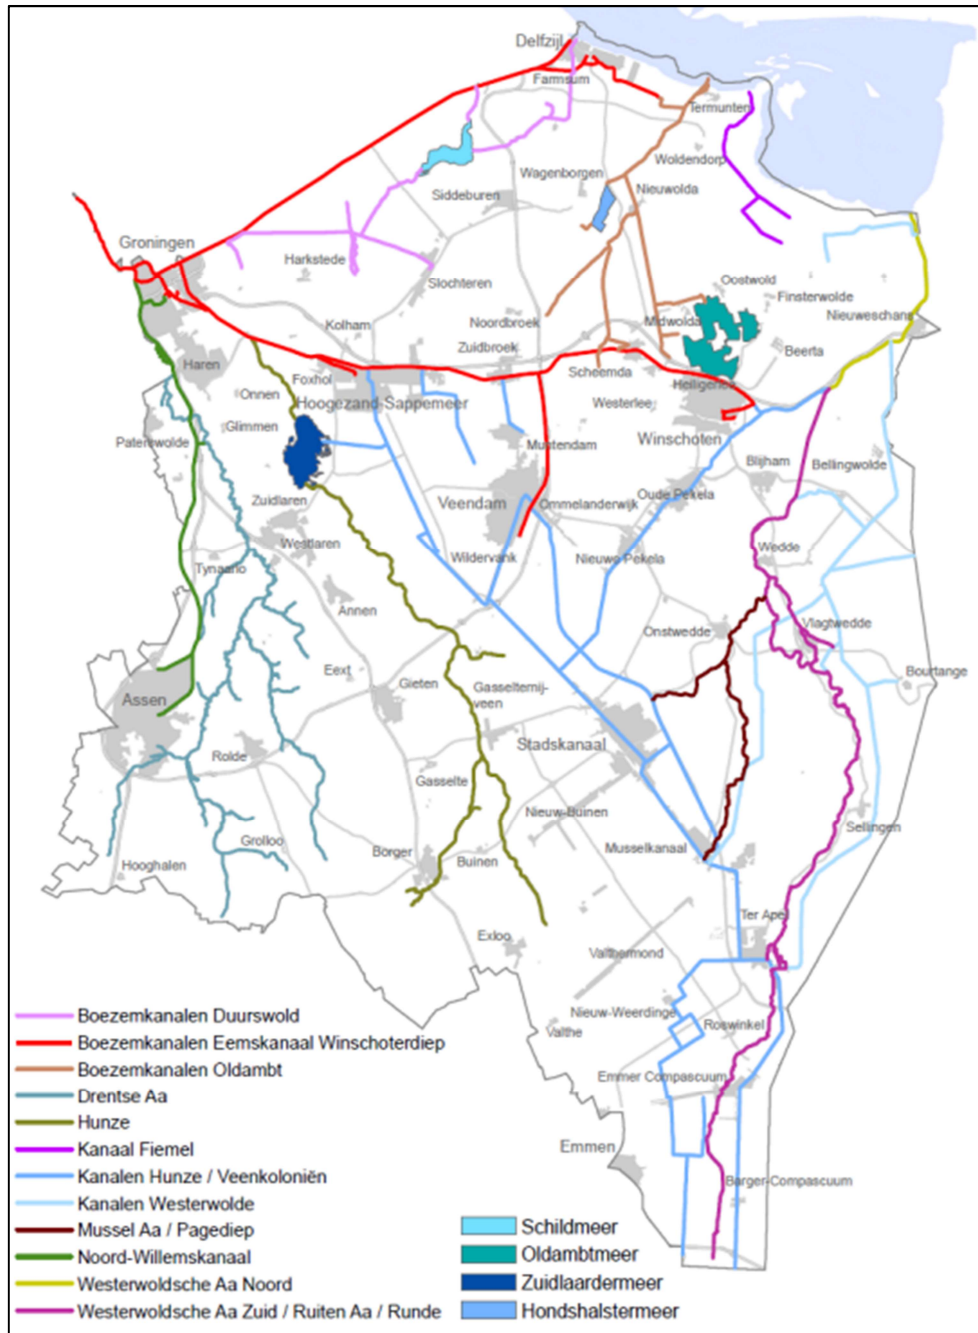 Delfzijl
Farmsum
Termunten
Woldendorp
Wagenborgen
Siddeburen
Nieuwolda
Groningen
Harkstede
Slochteren
Oostwold
Finsterwolde
Nieuweschans
Noordbroek
Midwolda
Kolham
Zuidbroek
Beerta
Haren
Foxhol
Scheemda
Heiligerlee
Onnen
Hoogezand-Sappemeer
Westerlee
Glimmen
Paterswolde
Muntendam
Winschoten
Blijham
Bellingwolde
Zuidlaren
Veendam
Ommelanderwijk
Oude Pekela
Westlaren
Wildervank
Nieuwe Pekela
Wedde
Tynaarlo
Annen
Onstwedde
Vlagtwedde
Eext
Gieten
Gasselternij-
veen
Bourtange
Assen
Stadskanaal
Rolde
Gasselte
Nieuw-Buinen
Sellingen
Grolloo
Borger
Buinen
Musselkanaal
Hooghalen
Ter Apel
Exloo
Valthermond
Nieuw-Weerdinge
Valthe
Roswinkel
Emmer Compascuum
Emmen
Barger-Compascuum
Boezemkanalen Duurswold
Boezemkanalen Eemskanaal Winschoterdiep
Boezemkanalen Oldambt
Drentse Aa
Hunze
Kanaal Fiemel
Kanalen Hunze / Veenkoloniën
Kanalen Westerwolde
Mussel Aa / Pagediep
Noord-Willemskanaal
Westerwoldsche Aa Noord
Westerwoldsche Aa Zuid / Ruiten Aa / Runde
Schildmeer
Oldambtmeer
Zuidlaardermeer
Hondshalstermeer